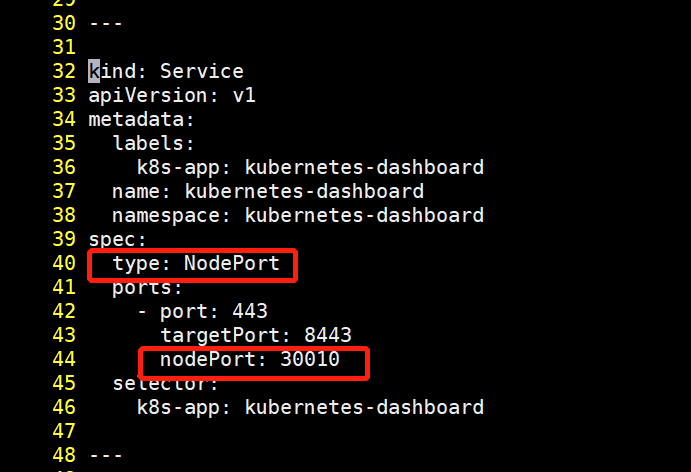 30 ---
31
32 kind: Service
33 apiVersion: v1
34 metadata:
35   labels:
36     k8s-app: kubernetes-dashboard
37   name: kubernetes-dashboard
38   namespace: kubernetes-dashboard
39 spec:
40   type: NodePort
41   ports:
42     - port: 443
43       targetPort: 8443
44       nodePort: 30010
45   selector:
46     k8s-app: kubernetes-dashboard
47
48 ---